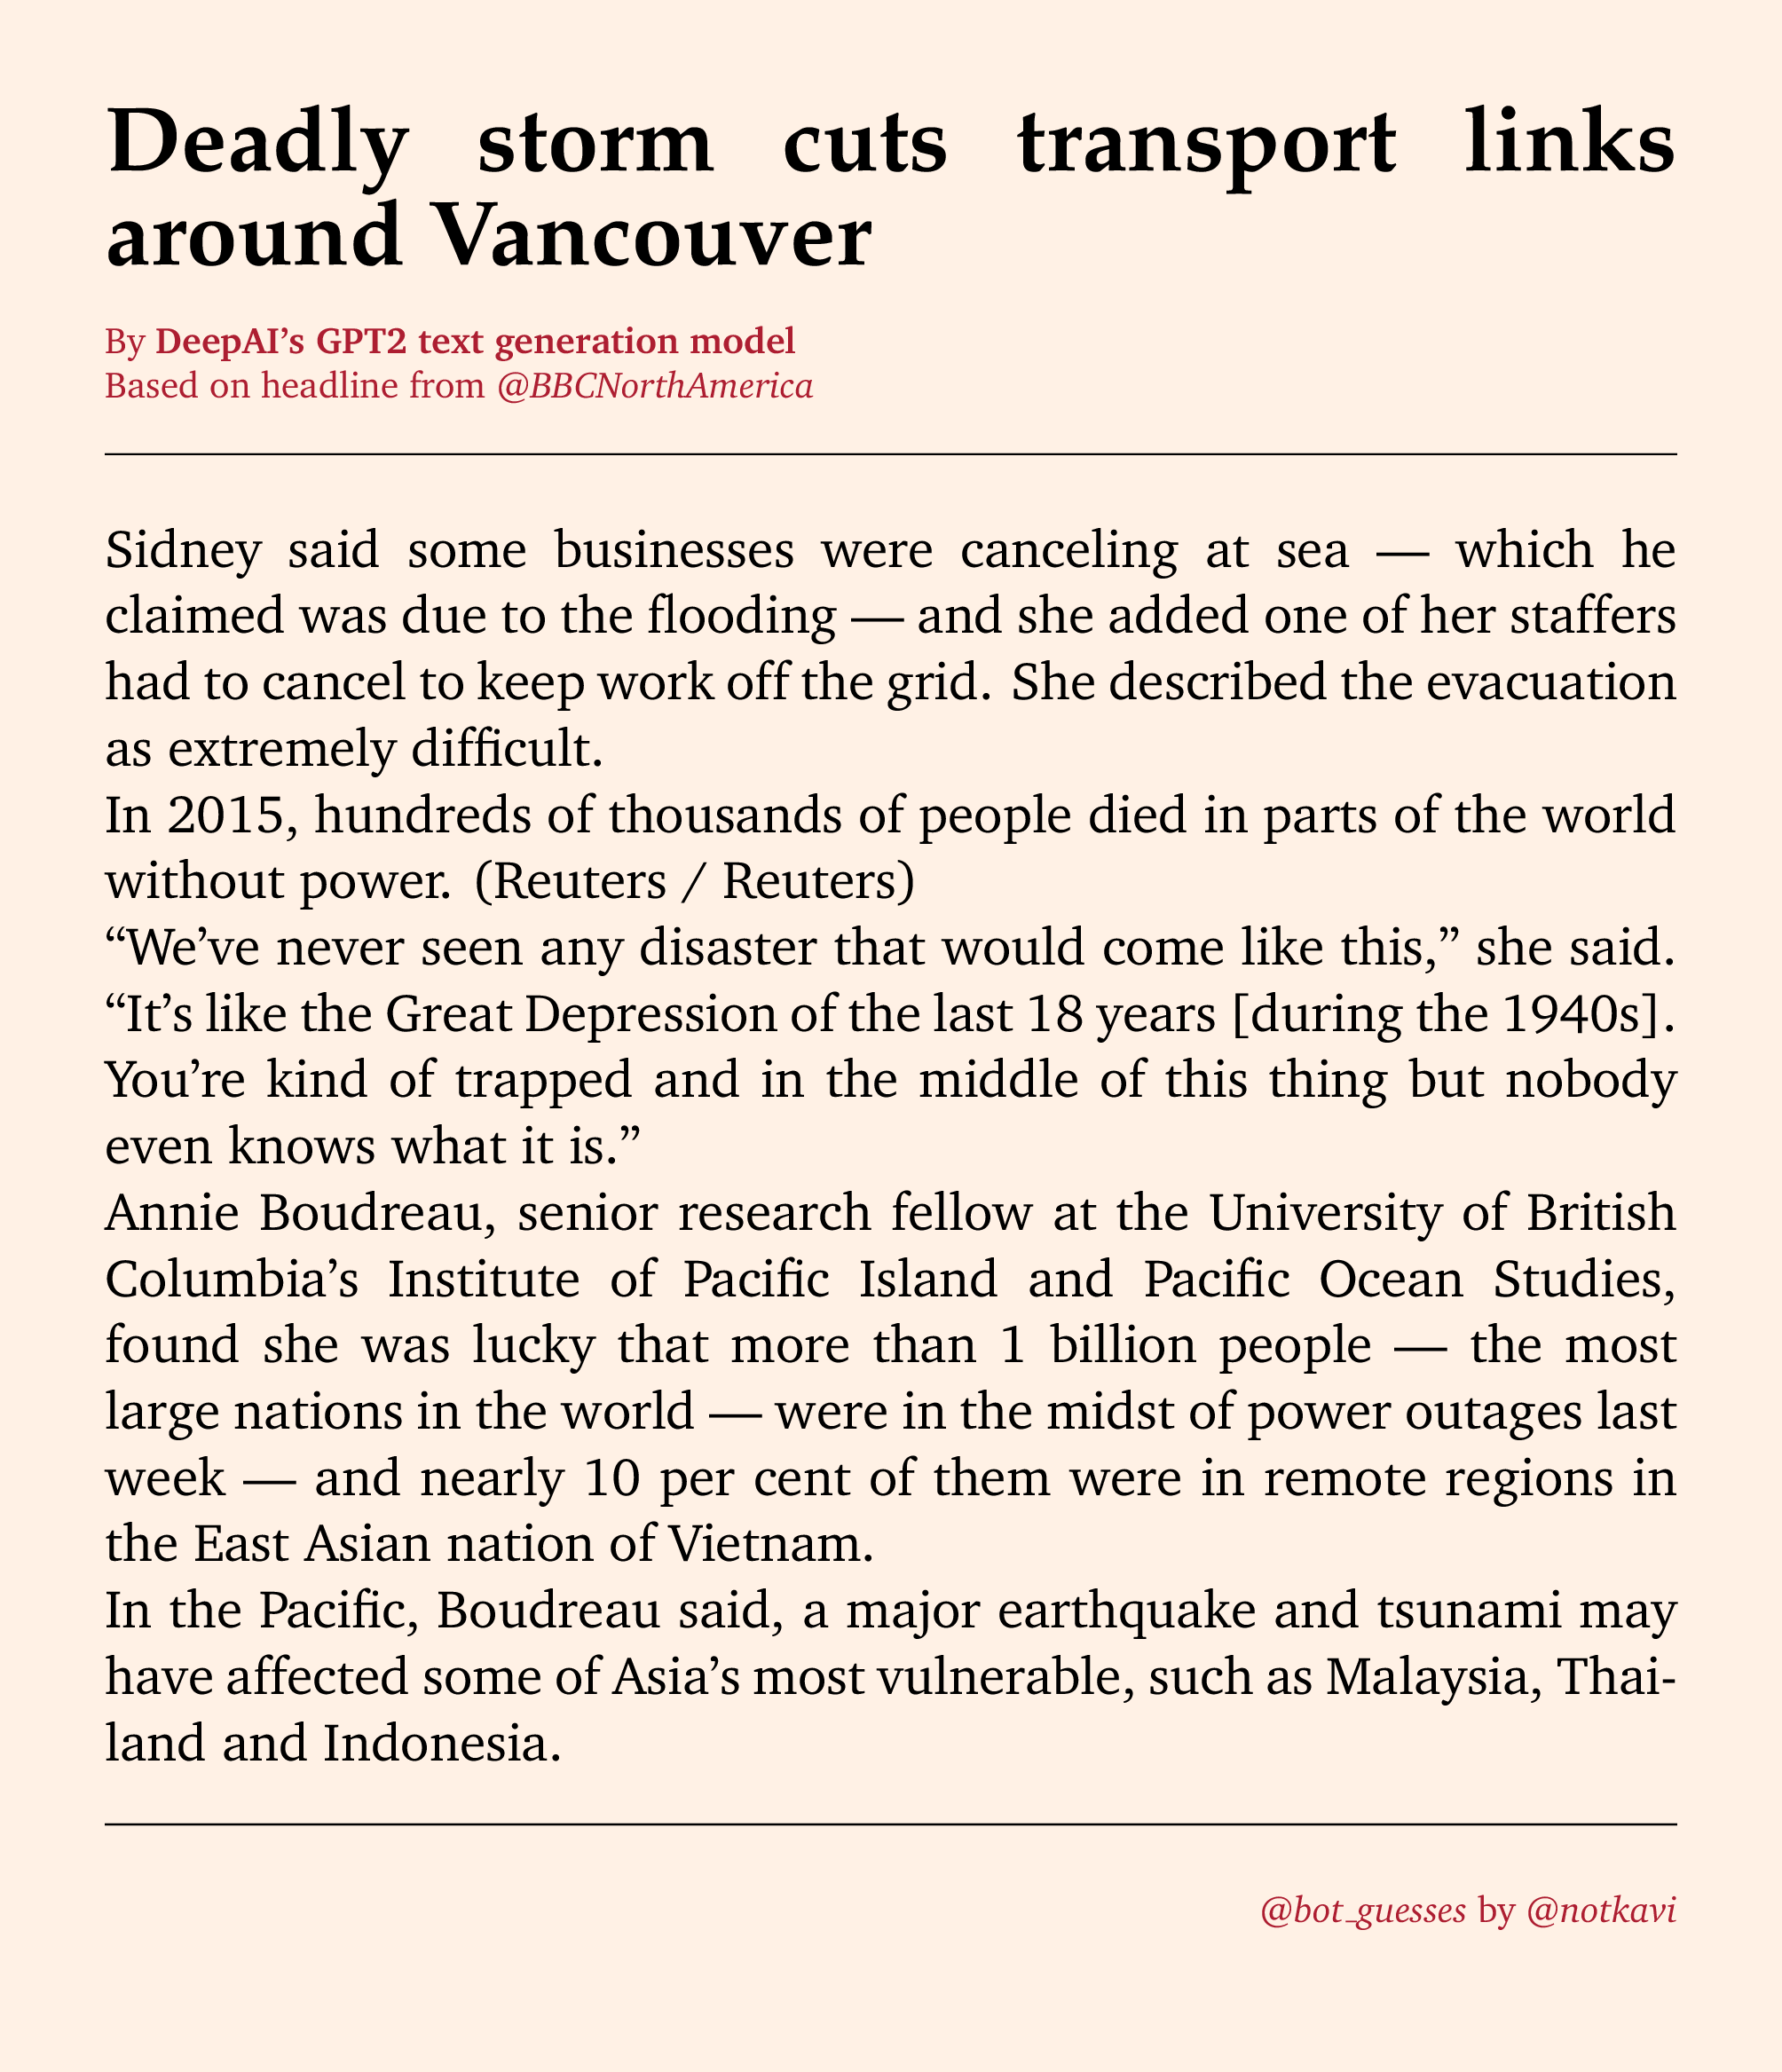 Deadly storm cuts transport links
around Vancouver
By DeepAI's GPT2 text generation model
Based on headline from @BBCNorthAmerica
Sidney said some businesses were canceling at sea — which he
claimed was due to the flooding — and she added one of her staffers
had to cancel to keep work off the grid. She described the evacuation
as extremely difficult.
In 2015, hundreds of thousands of people died in parts of the world
without power. (Reuters / Reuters)
“We’ve never seen any disaster that would come like this,” she said.
“It’s like the Great Depression of the last 18 years [during the 1940s].
You’re kind of trapped and in the middle of this thing but nobody
even knows what it is.”
Annie Boudreau, senior research fellow at the University of British
Columbia’s Institute of Pacific Island and Pacific Ocean Studies,
found she was lucky that more than 1 billion people — the most
large nations in the world — were in the midst of power outages last
week — and nearly 10 per cent of them were in remote regions in
the East Asian nation of Vietnam.
In the Pacific, Boudreau said, a major earthquake and tsunami may
have affected some of Asia’s most vulnerable, such as Malaysia, Thai-
land and Indonesia.
@bot_guesses by @notkavi